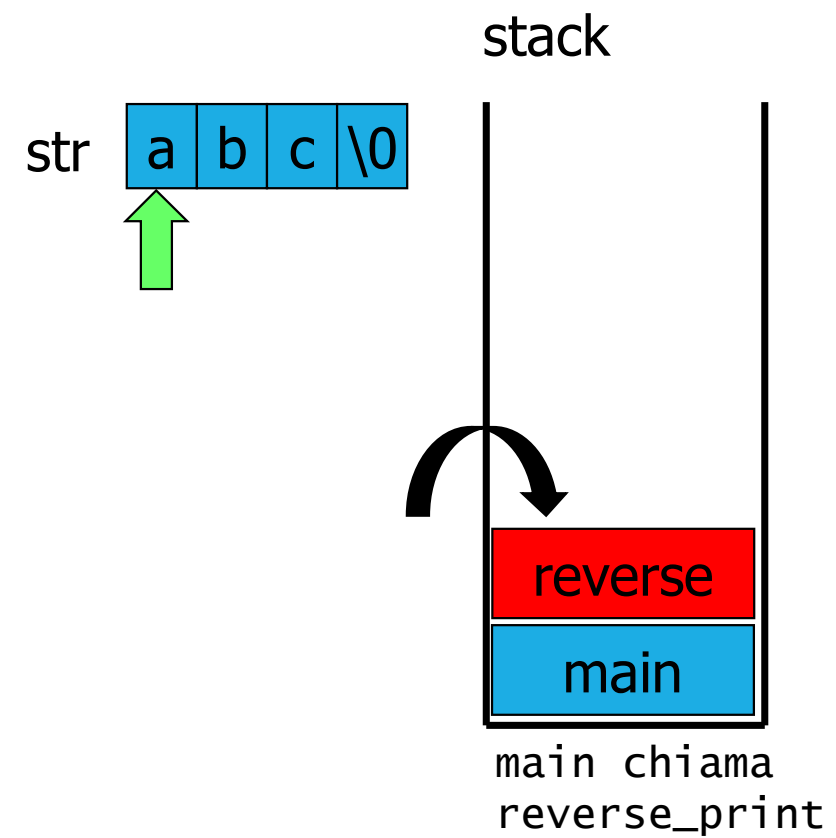 stack
str a b c \0
reverse
main
main chiama
reverse_print